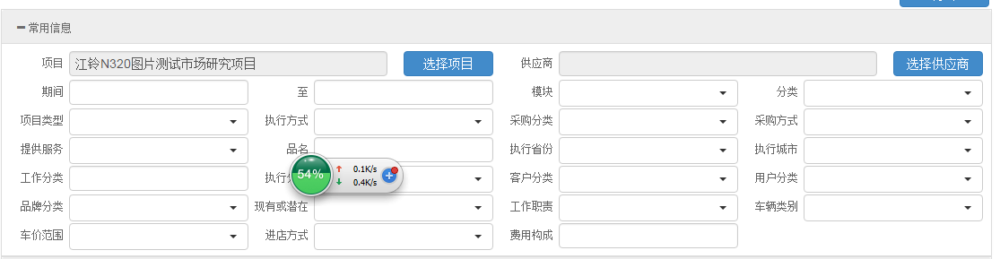 常用信息
项目 江铃N320图片测试市场研究项目 选择项目 供应商 选择供应商
期间 至 模块 分类
项目类型 执行方式 采购分类 采购方式
提供服务 品名 执行省份 执行城市
工作分类 执行 客户分类 用户分类
54% 0.1K/s
0.4K/s
品牌分类 现有或潜在 工作职责 车辆类别
车价范围 进店方式 费用构成